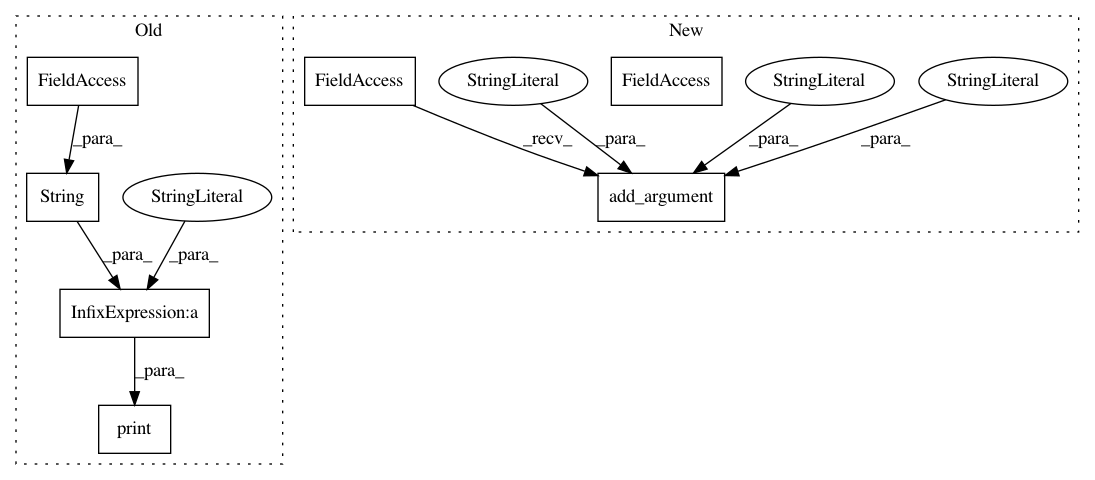 Old
New
FieldAccess
FieldAccess
StringLiteral
FieldAccess
StringLiteral
StringLiteral
_para_
_recv_
_para_
_para_
_para_
String
StringLiteral
add_argument
_para_
_para_
InfixExpression:a
_para_
print